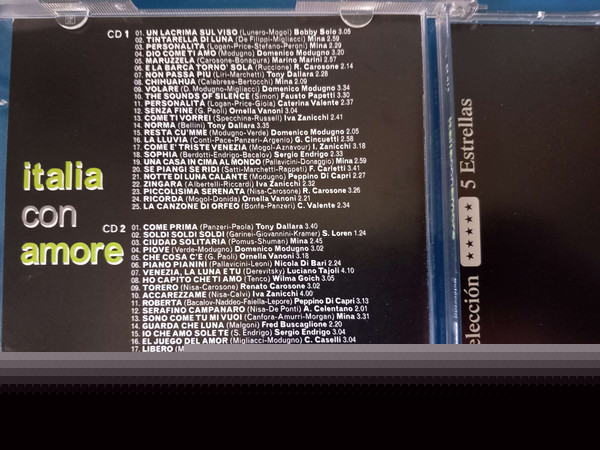 italia
con
amore
CD 1
01. UN LACRIMA SUL VISO (Lunero-Mogol) Bobby Solo 3.05
02. TINTARELLA DI LUNA (De Filippi-Migliacci) Mina 2.59
03. PERSONALITA (Logan-Price-Stefano-Peroni) Mina 2.29
04. DIO COME TI AMO (Modugno) Domenico Modugno 3.20
05. MARUZZELA (Carosone-Bonagura) Marino Marini 2.57
06. E LA BARCA TORNO' SOLA (Ruccione) R. Carosone 2.14
07. NON PASSA PIU (Liri-Marchetti) Tony Dallara 2.28
08. CHIHUAHUA (Calabrese-Bertocchi) Mina 2.09
09. VOLARE (D. Modugno-Migliacci) Domenico Modugno 3.34
10. THE SOUNDS OF SILENCE (Simon) Fausto Papetti 3.30
11. PERSONALITÀ (Logan-Price-Gioia) Caterina Valente 2.37
12. SENZA FINE (G. Paoli) Ornella Vanoni 3.04
13. COME TI VORREI (Specchina-Russell) Iva Zanicchi 2.41
14. NORMA (Bellini) Tony Dallara 3.35
15. RESTA CU'MME (Modugno-Verde) Domenico Modugno 2.05
16. LA LLUVIA (Conti-Pace-Panzeri-Argenio) G. Cincuetti 2.58
17. COME E' TRISTE VENEZIA (Mogol-Aznavour) I. Zanicchi 3.18
18. SOPHIA (Berdotti-Endrigo-Bacalov) Sergio Endrigo 2.33
19. UNA CASA IN CIMA AL MONDO (Pallavicini-Donaggio) Mina 2.59
20. SE PIANGI SE RIDI (Satti-Marchetti-Rappeti) F. Carietti 3.41
21. NOTTE DI LUNA CALANTE (Modugno) Peppino Di Capri 2.27
22. ZINGARA (Albertelli-Riccardi) Iva Zanicchi 2.32
23. PICCOLISIMA SERENATA (Nisa-Carosone) R. Carosone 3.26
24. RICORDA (Mogol-Donida) Ornella Vanoni 2.21
25. LA CANZONE DI ORFEO (Bonfa-Panzeri) C. Valente 2.34
CD 2
01. COME PRIMA (Panzeri-Paola) Tony Dallara 3.40
02. SOLDI SOLDI SOLDI (Garinei-Giovannini-Kramer) S. Loren 1.24
03. CIUDAD SOLITARIA (Pomus-Shuman) Mina 2.45
04. PIOVE (Verde-Modugno) Domenico Modugno 3.02
05. CHE COSA C'E (G. Paoli) Ornella Vanoni 3.18
06. PIANO PIANINI (Pallavicini-Leoni) Nicola Di Bari 2.24
07. VENEZIA, LA LUNA E TU (Derevitsky) Luciano Tajoli 4.10
08. HO CAPITO CHE TI AMO (Tenco) Wilma Goich 3.05
09. TORERO (Nisa-Carosone) Renato Carosone 3.02
10. ACCAREZZAME (Nisa-Calvi) Iva Zanicchi 4.00
11. ROBERTA (Bacalov-Naddeo-Faiella-Lepore) Peppino Di Capri 3.13
12. SERAFINO CAMPANARO (Nisa-De Ponti) A. Celentano 2.01
13. SONO COME TU MI VUOI (Canfora-Amurri-Morgan) Mina 3.31
14. GUARDA CHE LUNA (Malgoni) Fred Buscaglione 2.20
15. IO CHE AMO SOLE TE (S. Endrigo) Sergio Endrigo 3.04
16. EL JUEGO DEL AMOR (Migliacci-Modugno) C. Caselli 3.04
17. LIBERO (M
elección ★★★★★ 5 Estrellas